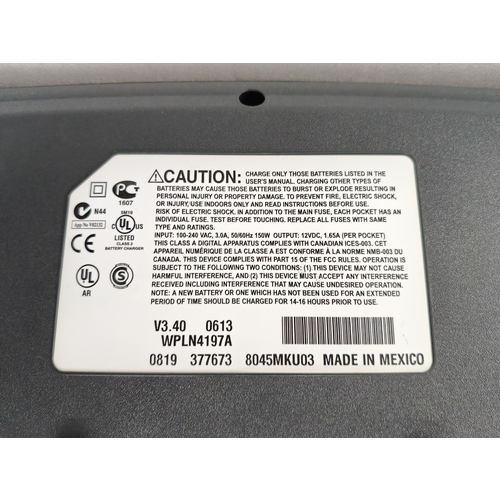 ⚠CAUTION: CHARGE ONLY THOSE BATTERIES LISTED IN THE
USER'S MANUAL. CHARGING OTHER TYPES OF
BATTERIES MAY CAUSE THOSE BATTERIES TO BURST OR EXPLODE RESULTING IN
PERSONAL INJURY OR PROPERTY DAMAGE. TO PREVENT FIRE, ELECTRIC SHOCK,
OR INJURY;USE INDOORS ONLY AND READ INSTRUCTIONS BEFORE USE.
RISK OF ELECTRIC SHOCK. IN ADDITION TO THE MAIN FUSE, EACH POCKET HAS AN
INDIVIDUAL FUSE. TEST BEFORE TOUCHING. REPLACE WITH SAME TYPE FUSES.
INPUT: 100-240 VAC, 3.0A, 50/60Hz 150W OUTPUT: 12VDC, 1.65A (PER POCKET)
THIS CLASS A DIGITAL APPARATUS COMPLIES WITH CANADIAN ICES-003. CET
APPAREIL NUMÉRIQUE DE LA CLASSE A EST CONFORME À LA NORME NMB-003 DU
CANADA. THIS DEVICE COMPLIES WITH PART 15 OF THE FCC RULES. OPERATION IS
SUBJECT TO THE FOLLOWING CONDITIONS: (1) THIS DEVICE MAY NOT CAUSE
HARMFUL INTERFERENCE, AND (2) THIS DEVICE MUST ACCEPT ANY INTERFERENCE
RECEIVED INCLUDING INTERFERENCE THAT MAY CAUSE UNDESIRED OPERATION.
NOTE: A NEW BATTERY OR ONE WHICH HAS NOT BEEN USED FOR AN EXTENDED
PERIOD OF TIME SHOULD BE CHARGED FOR 14-16 HOURS PRIOR TO USE.
1607
N44
5M19
C UL US
LISTED
CLASS 2
BATTERY CHARGER
UL
AR
S
V3.40 0613
WPLN4197A
0819 377673 8045MKU03 MADE IN MEXICO